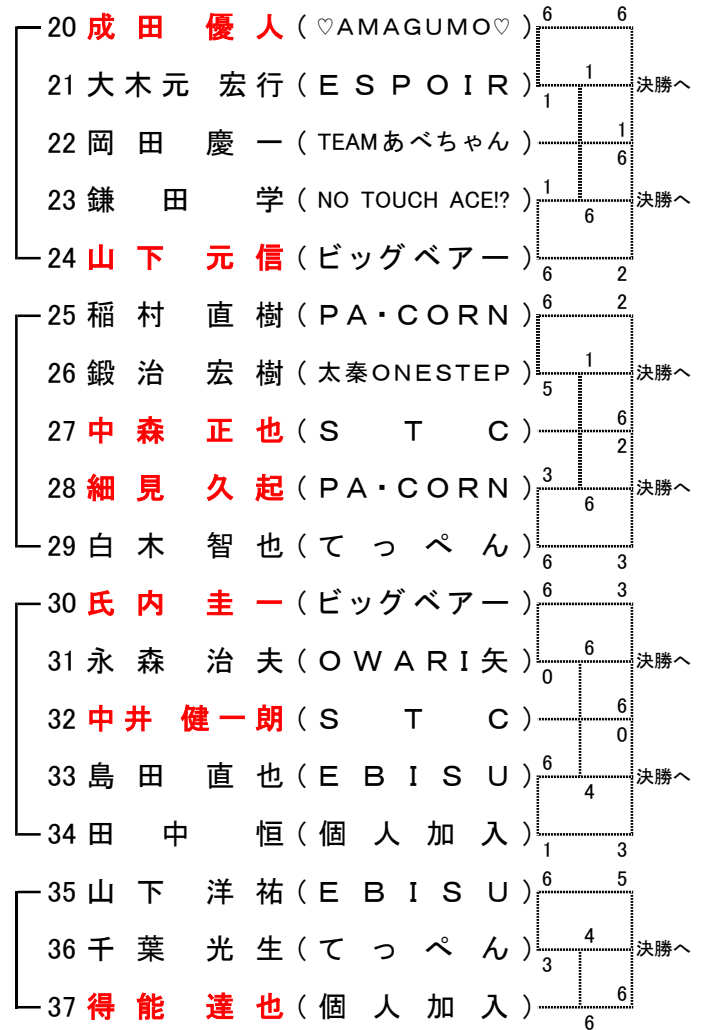 6 6
20 成田 優人 ( ♡AMAGUMO♡ )
1
21 大木元 宏行 ( ESPOIR ) 決勝へ
1
1
22 岡田 慶一 ( TEAMあべちゃん )
6
1
23 鎌田 学 ( NO TOUCH ACE!? ) 決勝へ
6
24 山下 元信 ( ビッグベアー )
6 2
6 2
25 稲村 直樹 ( PA・CORN )
1
26 鍛治 宏樹 ( 太秦ONESTEP ) 決勝へ
5
6
27 中森 正也 ( STC )
2
3
28 細見 久起 ( PA・CORN ) 決勝へ
6
29 白木 智也 ( てっぺん )
6 3
6 3
30 氏内 圭一 ( ビッグベアー )
6
31 永森 治夫 ( OWARI矢 ) 決勝へ
0
6
32 中井 健一朗 ( STC )
0
6
33 島田 直也 ( EBISU ) 決勝へ
4
34 田中 恒 ( 個人加入 )
1 3
6 5
35 山下 洋祐 ( EBISU )
4
36 千葉 光生 ( てっぺん ) 決勝へ
3
6
37 得能 達也 ( 個人加入 )
6